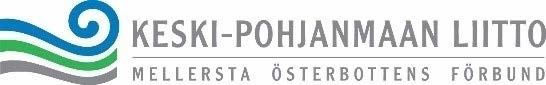 KESKI-POHJANMAAN LIITTO
MELLERSTA ÖSTERBOTTENS FÖRBUND